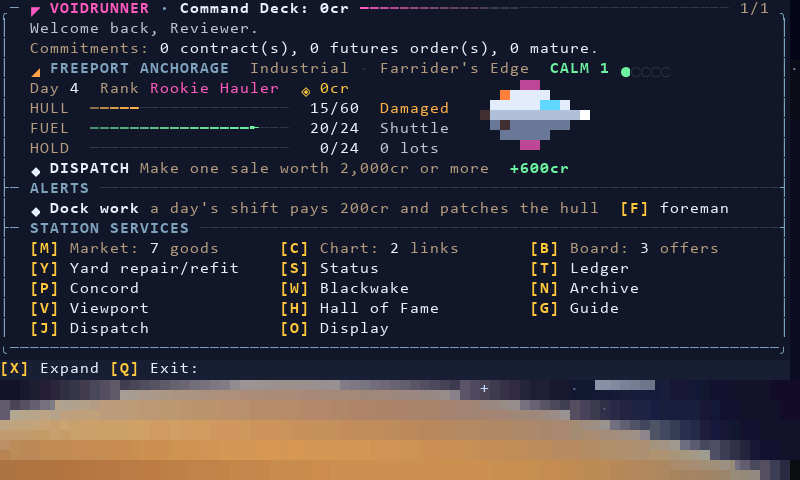 VOIDRUNNER · Command Deck: 0cr 1/1
Welcome back, Reviewer.
Commitments: 0 contract(s), 0 futures order(s), 0 mature.
FREEPORT ANCHORAGE Industrial · Farrider's Edge CALM 1
Day 4 Rank Rookie Hauler 0cr
HULL 15/60 Damaged
FUEL 20/24 Shuttle
HOLD 0/24 0 lots
DISPATCH Make one sale worth 2,000cr or more +600cr
ALERTS
Dock work a day's shift pays 200cr and patches the hull [F] foreman
STATION SERVICES
[M] Market: 7 goods [C] Chart: 2 links [B] Board: 3 offers
[Y] Yard repair/refit [S] Status [T] Ledger
[P] Concord [W] Blackwake [N] Archive
[V] Viewport [H] Hall of Fame [G] Guide
[J] Dispatch [O] Display
[X] Expand [Q] Exit: